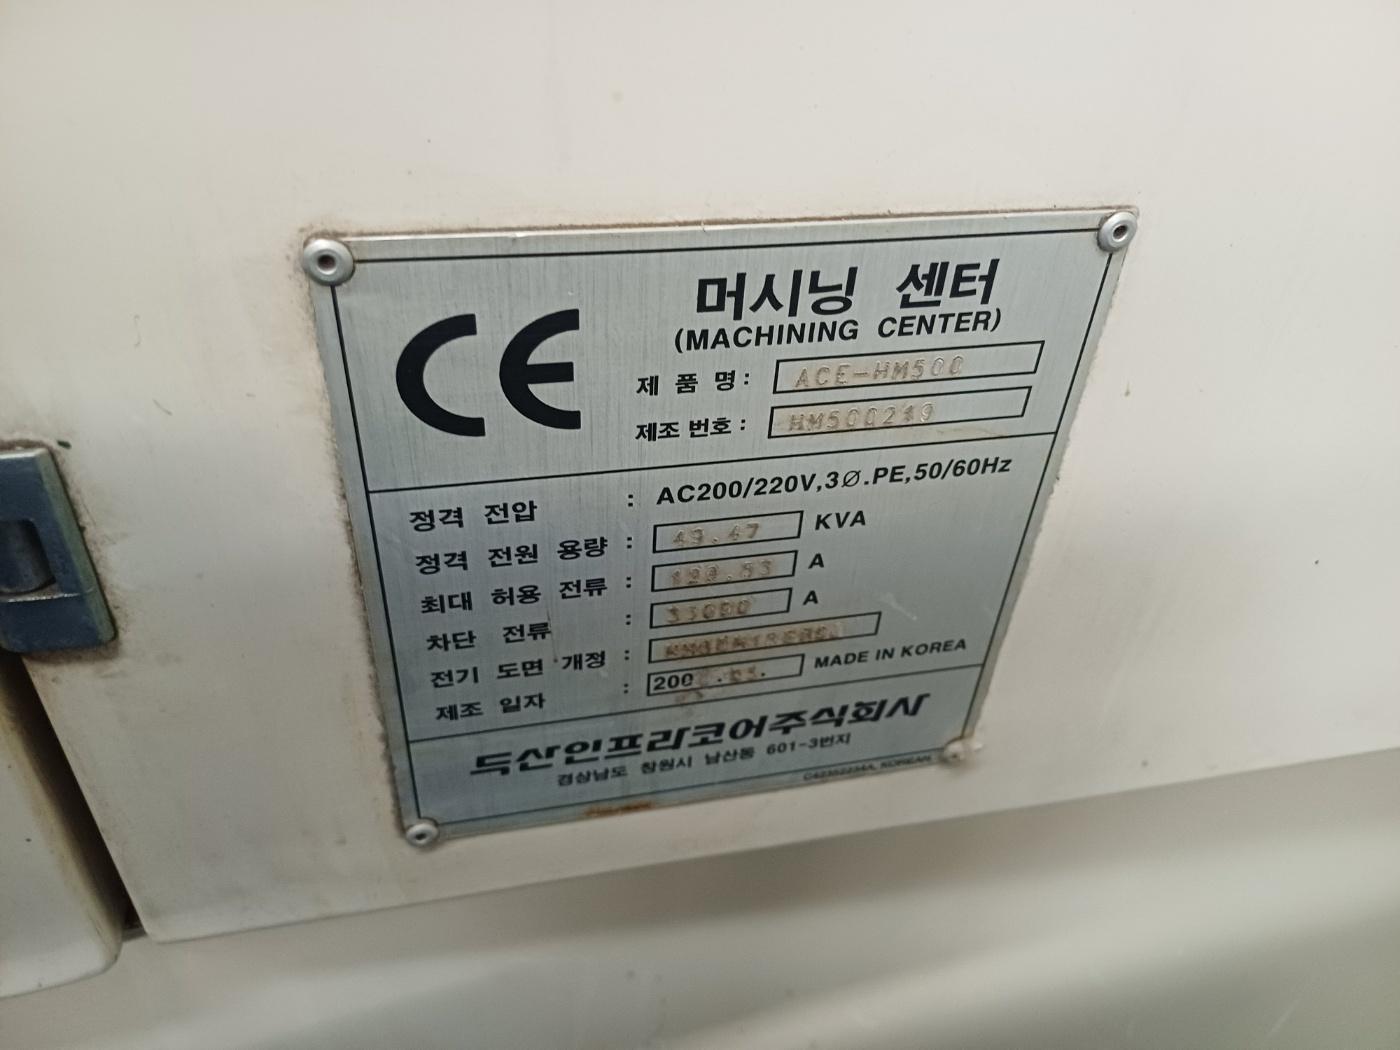 CE
머시닝 센터
(MACHINING CENTER)
제 품 명: ACE-HM500
제조 번호:
정격 전압 : AC200/220V,3Ø.PE,50/60Hz
정격 전원 용량 : 49.47 KVA
최대 허용 전류 : 129.53 A
차단 전류 : A
전기 도면 개정 :
제조 일자 : MADE IN KOREA
두산인프라코어주식회사
경상남도 창원시 남산동 601-3번지